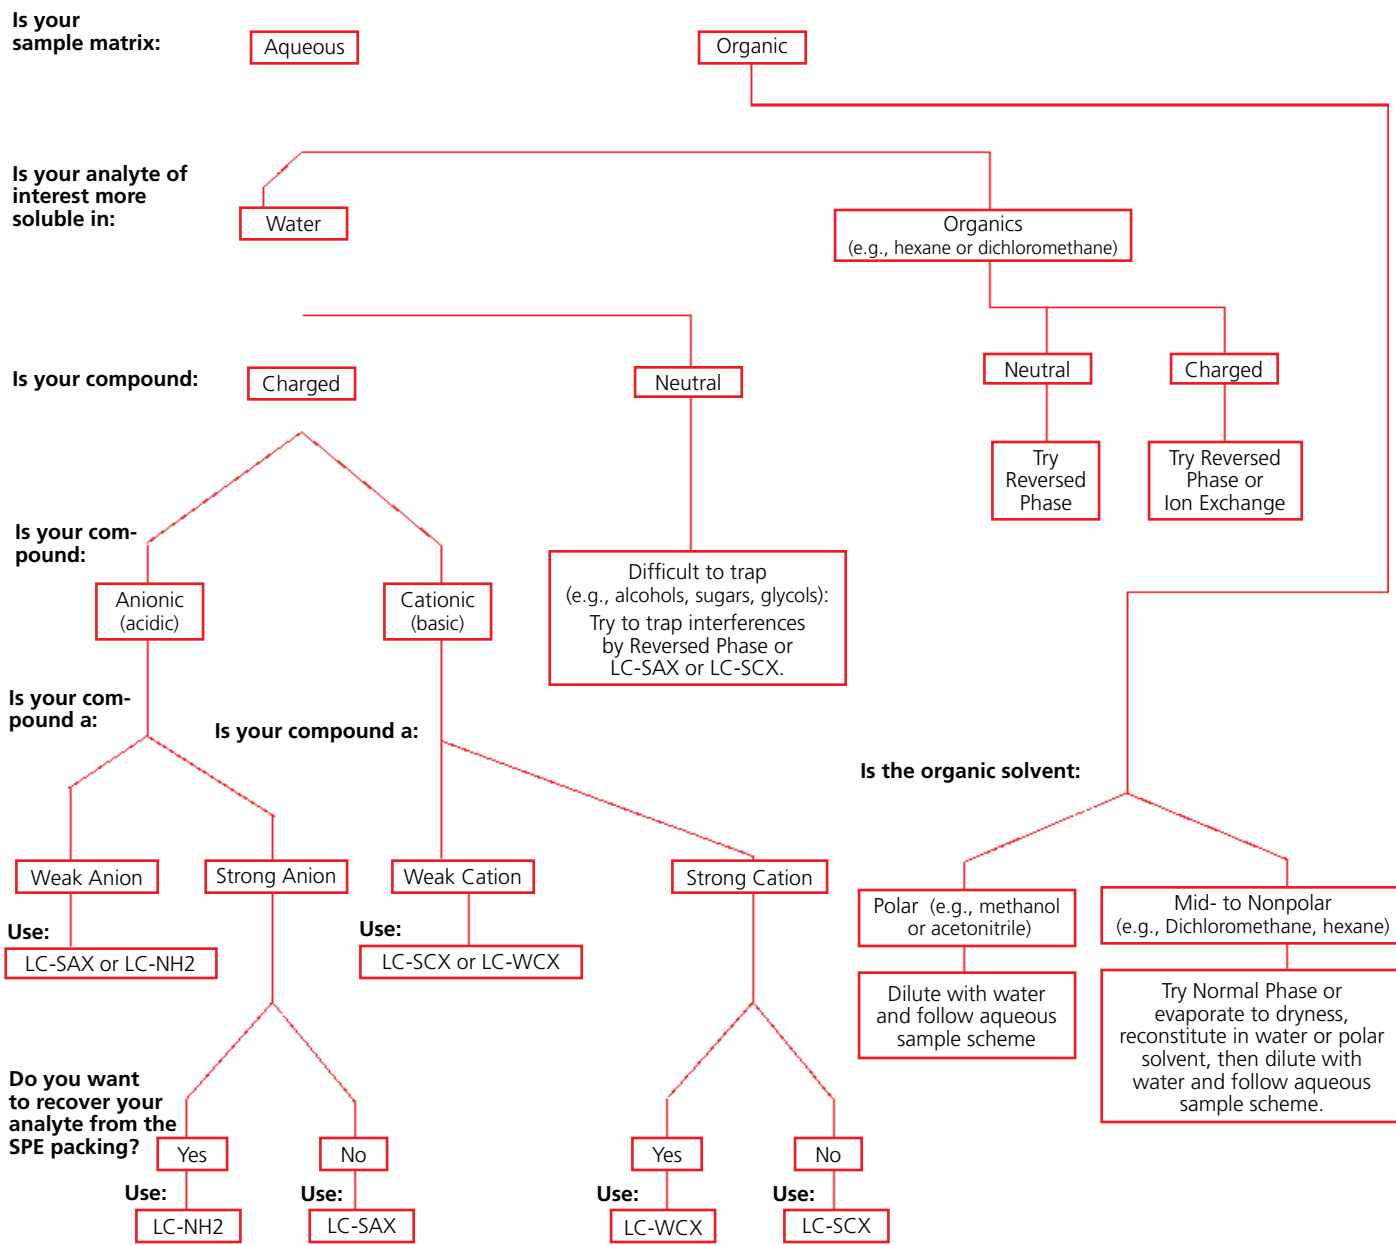 Is your
sample matrix:
Aqueous
Organic
Is your analyte of
interest more
soluble in:
Water
Organics
(e.g., hexane or dichloromethane)
Is your compound:
Charged
Neutral
Neutral
Charged
Try
Reversed
Phase
Try Reversed
Phase or
Ion Exchange
Is your com-
pound:
Anionic
(acidic)
Cationic
(basic)
Difficult to trap
(e.g., alcohols, sugars, glycols):
Try to trap interferences
by Reversed Phase or
LC-SAX or LC-SCX.
Is your com-
pound a:
Is your compound a:
Is the organic solvent:
Weak Anion
Strong Anion
Weak Cation
Strong Cation
Polar (e.g., methanol
or acetonitrile)
Mid- to Nonpolar
(e.g., Dichloromethane, hexane)
Use:
LC-SAX or LC-NH2
Use:
LC-SCX or LC-WCX
Dilute with water
and follow aqueous
sample scheme
Try Normal Phase or
evaporate to dryness,
reconstitute in water or polar
solvent, then dilute with
water and follow aqueous
sample scheme.
Do you want
to recover your
analyte from the
SPE packing?
Yes
No
Yes
No
Use:
LC-NH2
Use:
LC-SAX
Use:
LC-WCX
Use:
LC-SCX